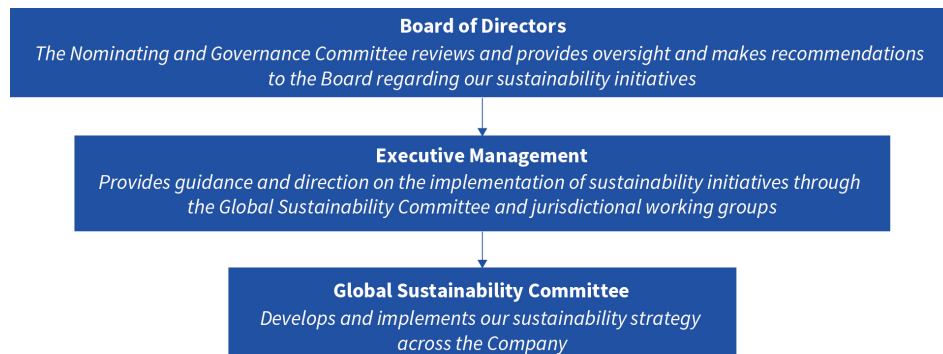 Board of Directors
The Nominating and Governance Committee reviews and provides oversight and makes recommendations
to the Board regarding our sustainability initiatives
Executive Management
Provides guidance and direction on the implementation of sustainability initiatives through
the Global Sustainability Committee and jurisdictional working groups
Global Sustainability Committee
Develops and implements our sustainability strategy
across the Company